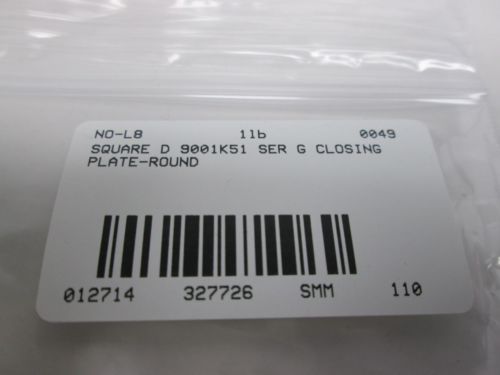 NO-L8 1lb 0049
SQUARE D 9001K51 SER G CLOSING
PLATE-ROUND
012714 327726 SMM 110